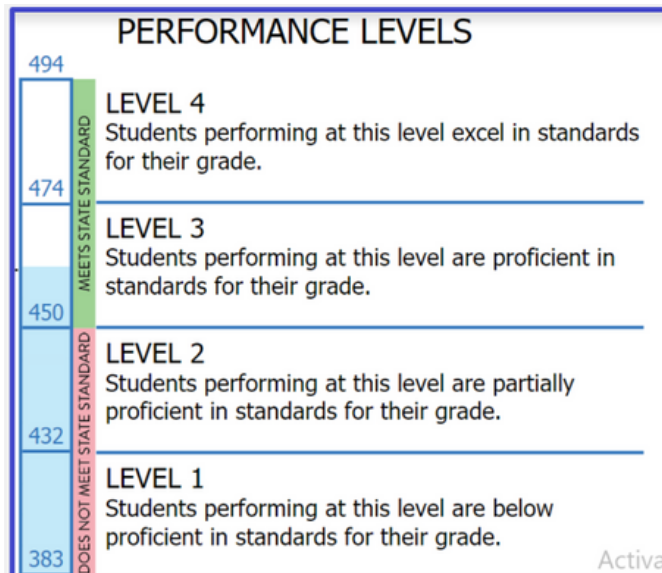 PERFORMANCE LEVELS
494
MEETS STATE STANDARD
LEVEL 4
Students performing at this level excel in standards
for their grade.
474
LEVEL 3
Students performing at this level are proficient in
standards for their grade.
450
DOES NOT MEET STATE STANDARD
LEVEL 2
Students performing at this level are partially
proficient in standards for their grade.
432
LEVEL 1
Students performing at this level are below
proficient in standards for their grade.
383
Activa